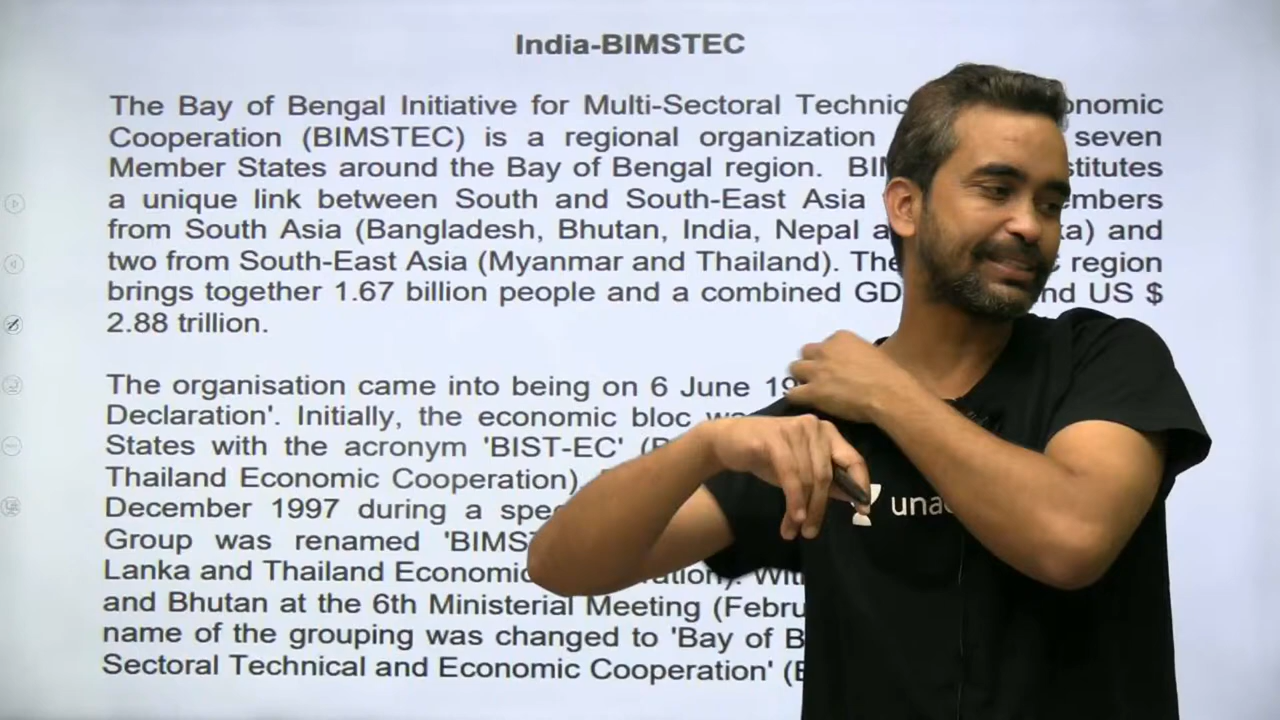 India-BIMSTEC
The Bay of Bengal Initiative for Multi-Sectoral
Cooperation (BIMSTEC) is a regional organization seven
Member States around the Bay of Bengal region.
a unique link between South and South-East Asia
from South Asia (Bangladesh, Bhutan, India, Nepal and
two from South-East Asia (Myanmar and Thailand). region
brings together 1.67 billion people and a combined US $
2.88 trillion.
The organisation came into being on 6 June
Declaration'. Initially, the economic bloc
States with the acronym 'BIST-EC'
Thailand Economic Cooperation)
December 1997 during a
Group was renamed
Lanka and Thailand Economic
and Bhutan at the 6th Ministerial Meeting
name of the grouping was changed to 'Bay of
Sectoral Technical and Economic Cooperation'